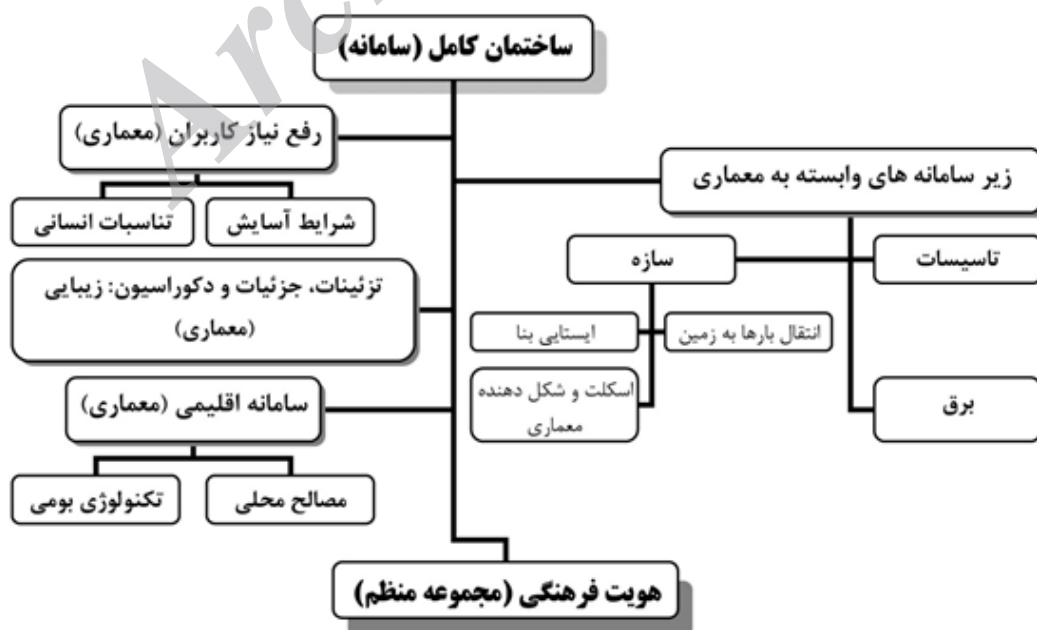 ساختمان کامل (سامانه)
رفع نیاز کاربران (معماری)
شرایط آسایش
تناسبات انسانی
تزئینات، جزئیات و دکوراسیون: زیبایی
(معماری)
سامانه اقلیمی (معماری)
مصالح محلی
تکنولوژی بومی
زیر سامانه های وابسته به معماری
تاسیسات
سازه
انتقال بارها به زمین
ایستایی بنا
اسکلت و شکل دهنده
معماری
برق
هویت فرهنگی (مجموعه منظم)